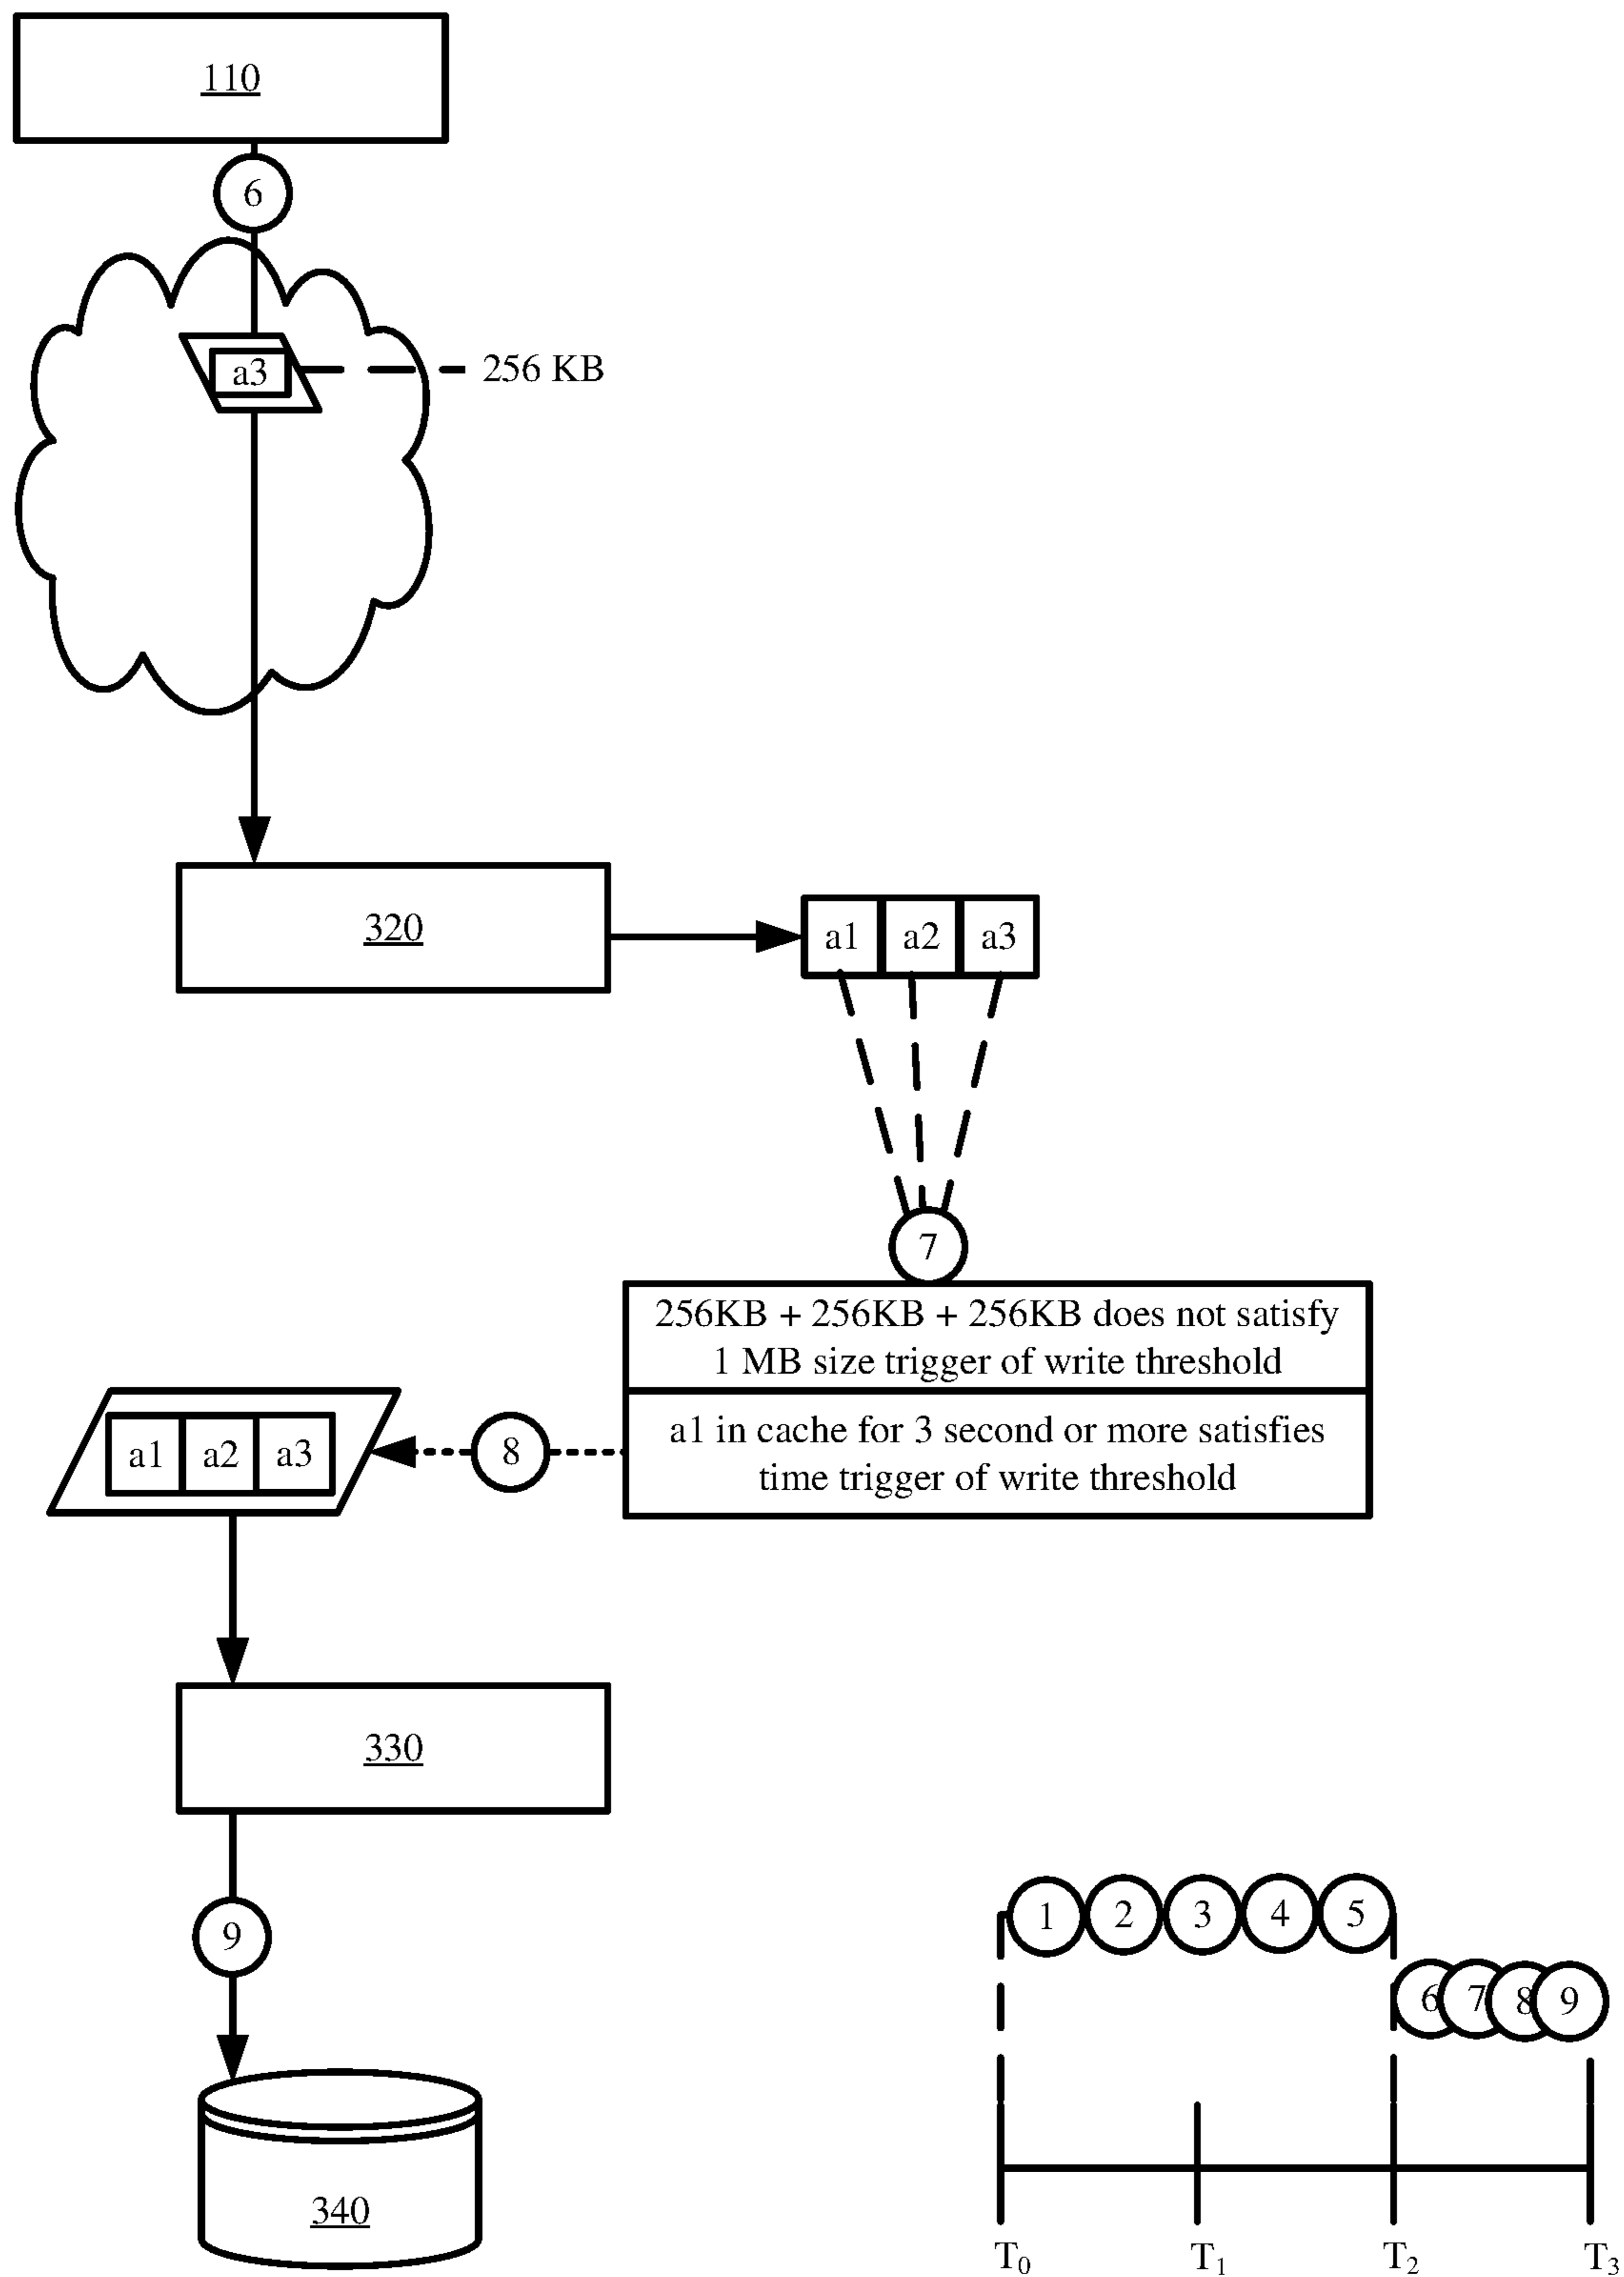 110
6
a3
256 KB
320
a1 a2 a3
7
256KB + 256KB + 256KB does not satisfy
1 MB size trigger of write threshold
a1 in cache for 3 second or more satisfies
time trigger of write threshold
a1 a2 a3
8
330
9
340
1 2 3 4 5
6 7 8 9
T0 T1 T2 T3